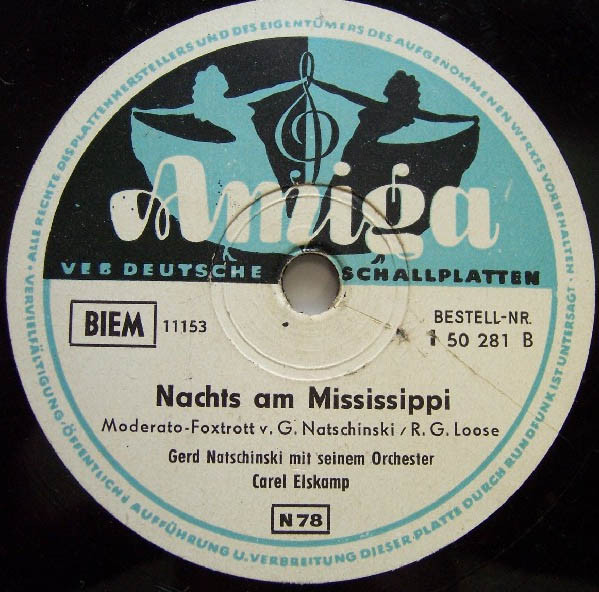 ALLE RECHTE DES PLATTENHERSTELLERS UND DES EIGENTÜMERS DES AUFGENOMMENEN WERKES VORBEHALTEN · VERVIELFÄLTIGUNG, ÖFFENTLICHE AUFFÜHRUNG U. VERBREITUNG DIESER PLATTE DURCH RUNDFUNK IST UNTERSAGT ·
Amiga
VEB DEUTSCHE SCHALLPLATTEN
BIEM 11153
BESTELL-NR.
1 50 281 B
Nachts am Mississippi
Moderato-Foxtrott v. G. Natschinski / R. G. Loose
Gerd Natschinski mit seinem Orchester
Carel Elskamp
N 78